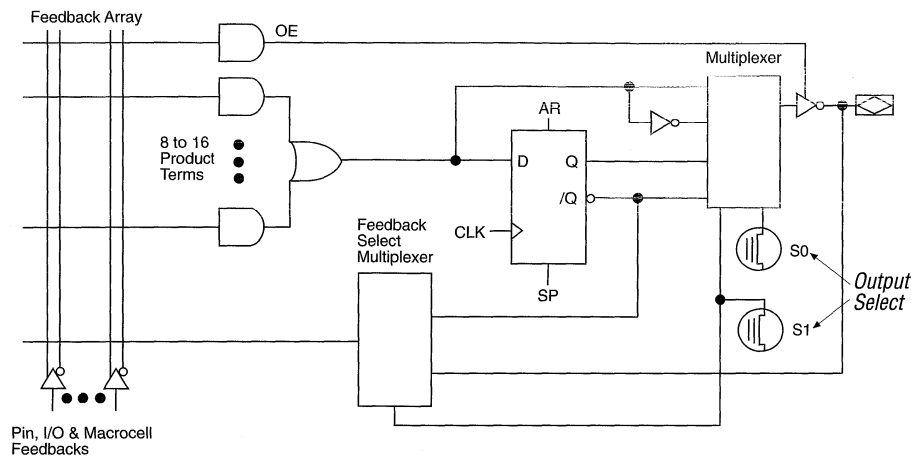 Feedback Array
OE
Multiplexer
AR
8 to 16
Product
Terms
D
Q
/Q
CLK
SP
Feedback
Select
Multiplexer
S0
Output
Select
S1
Pin, I/O & Macrocell
Feedbacks